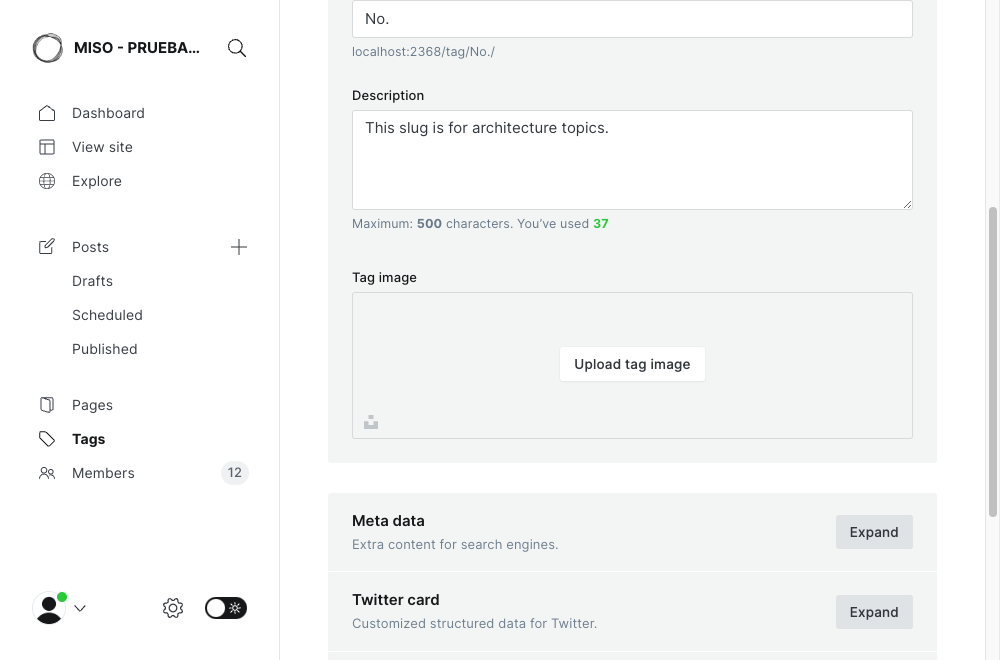 MISO - PRUEBA...
Dashboard
View site
Explore
Posts
Drafts
Scheduled
Published
Pages
Tags
Members
12
No.
localhost:2368/tag/No./
Description
This slug is for architecture topics.
Maximum: 500 characters. You’ve used 37
Tag image
Upload tag image
Meta data
Extra content for search engines.
Expand
Twitter card
Customized structured data for Twitter.
Expand